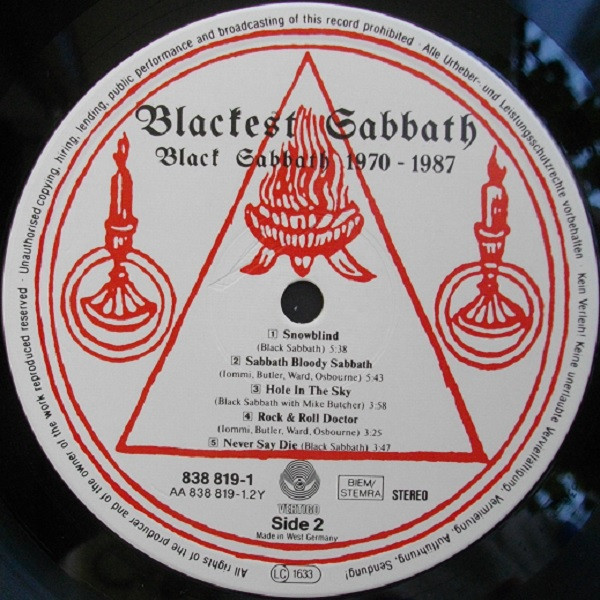 Unauthorised copying, hiring, lending, public performance and broadcasting of this record prohibited · Alle Urheber- und Leistungsschutzrechte vorbehalten · Kein Verleih! Keine unerlaubte Vervielfältigung, Vermietung, Aufführung, Sendung!
Blackest Sabbath
Black Sabbath 1970 - 1987
1 Snowblind
(Black Sabbath) 5:38
2 Sabbath Bloody Sabbath
(Iommi, Butler, Ward, Osbourne) 5:43
3 Hole In The Sky
(Black Sabbath with Mike Butcher) 3:58
4 Rock & Roll Doctor
(Iommi, Butler, Ward, Osbourne) 3:25
5 Never Say Die (Black Sabbath) 3:47
838 819-1
AA 838 819-1.2Y
VERTIGO
BIEM/
STEMRA
STEREO
Side 2
Made in West Germany
LC 1633
All rights of the producer and of the owner of the work reproduced reserved ·